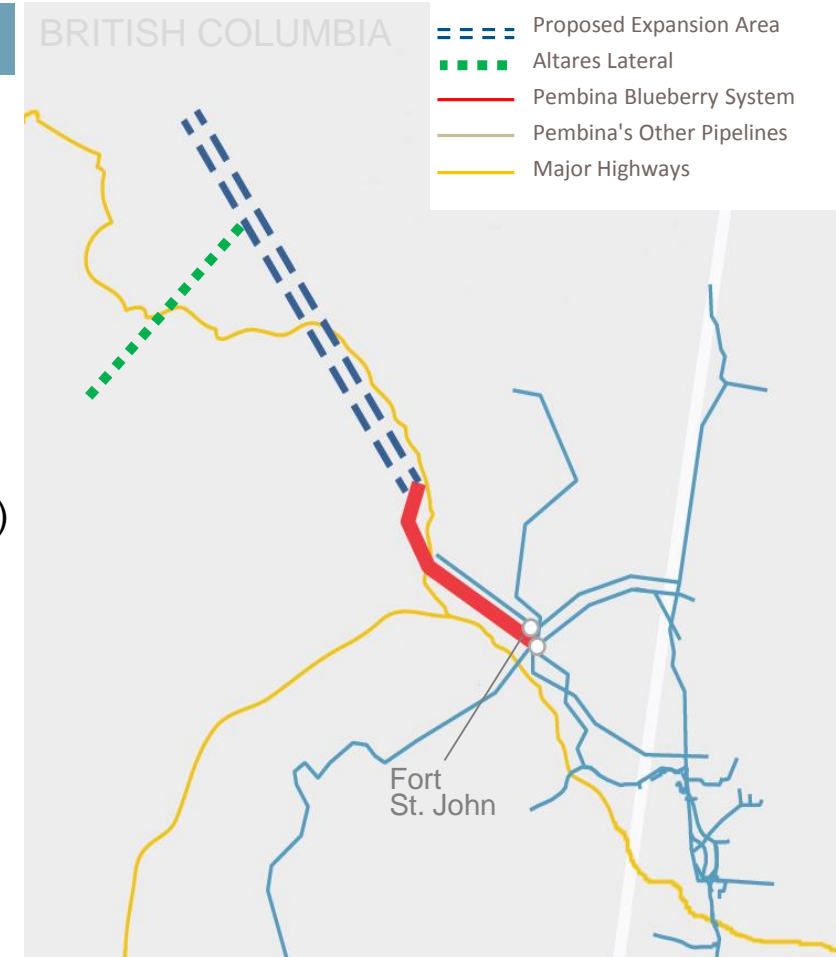 BRITISH COLUMBIA
Proposed Expansion Area
Altares Lateral
Pembina Blueberry System
Pembina's Other Pipelines
Major Highways
)
Fort
St. John